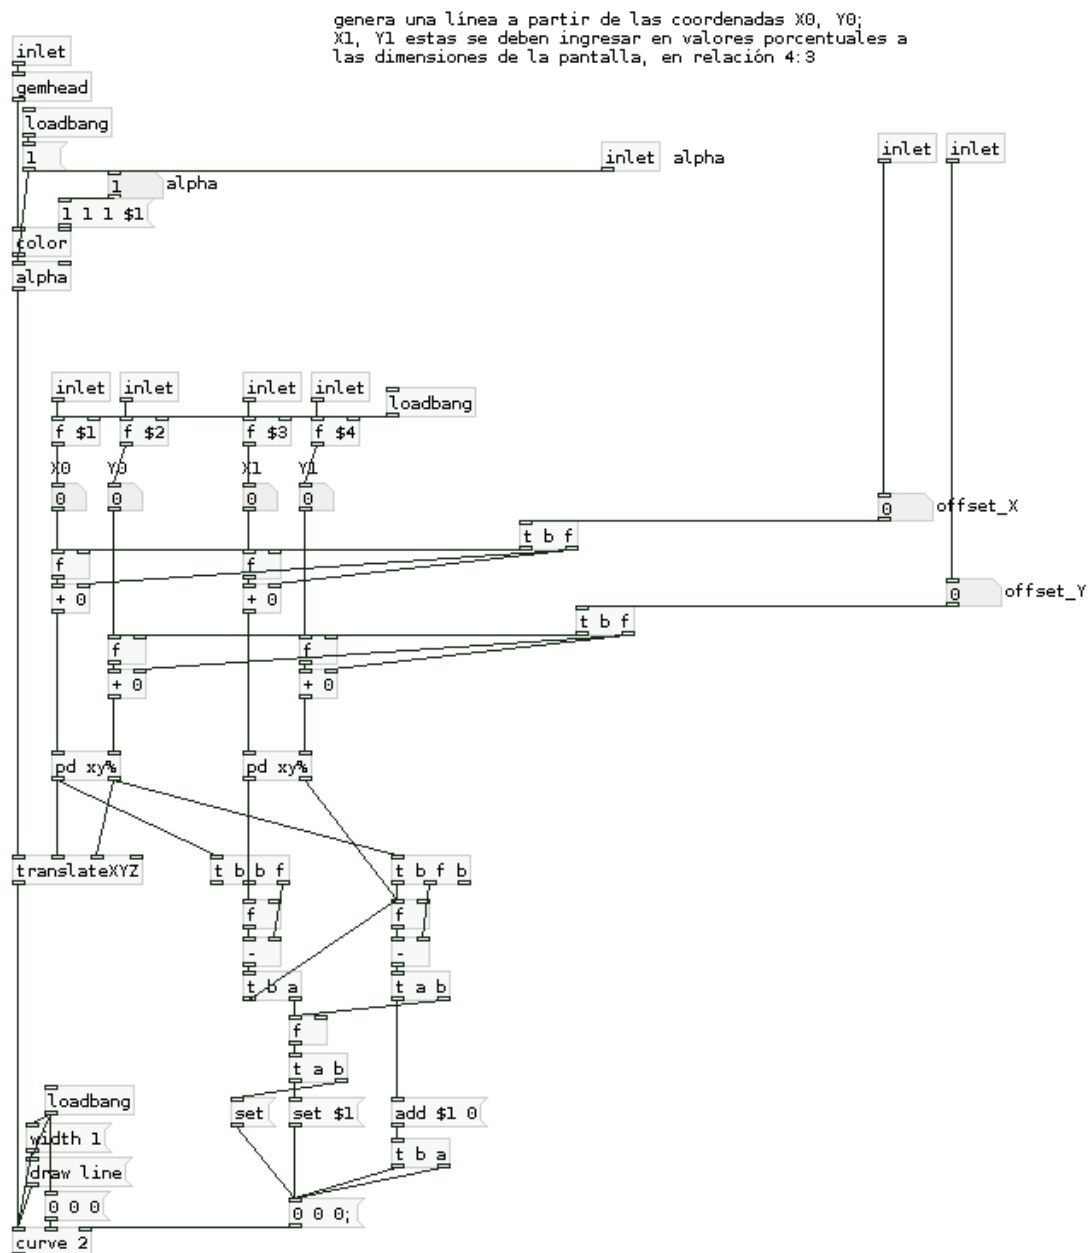 genera una línea a partir de las coordenadas X0, Y0;
X1, Y1 estas se deben ingresar en valores porcentuales a
las dimensiones de la pantalla, en relación 4:3
inlet
gemhead
loadbang
1
inlet alpha
inlet inlet
1 alpha
1 1 1 $1
color
alpha
inlet inlet inlet inlet
loadbang
f $1 f $2 f $3 f $4
X0 Y0 X1 Y1
0 0 0 0
0 offset_X
t b f
f f
+ 0 + 0
0 offset_Y
t b f
f f
+ 0 + 0
pd xy% pd xy%
translateXYZ t b b f t b f b
f f
- -
t b a t a b
f
t a b
loadbang
set set $1 add $1 0
width 1
t b a
draw line
0 0 0 0 0 0;
curve 2